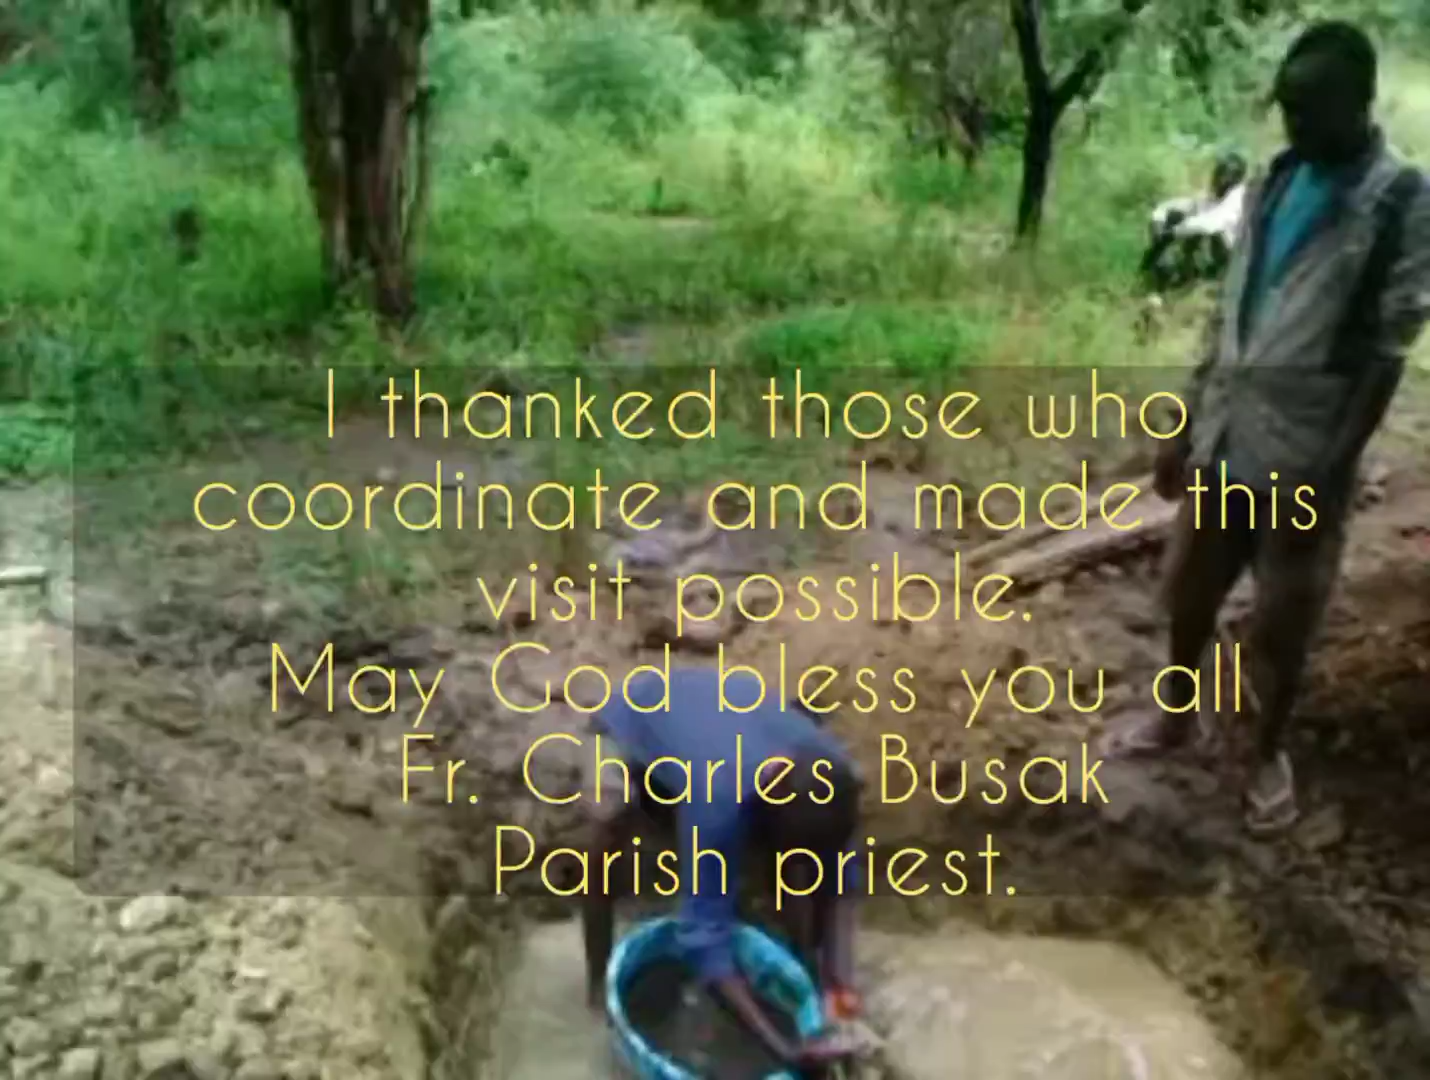 I thanked those who
coordinate and made this
visit possible.
May God bless you all
Fr. Charles Busak
Parish priest.